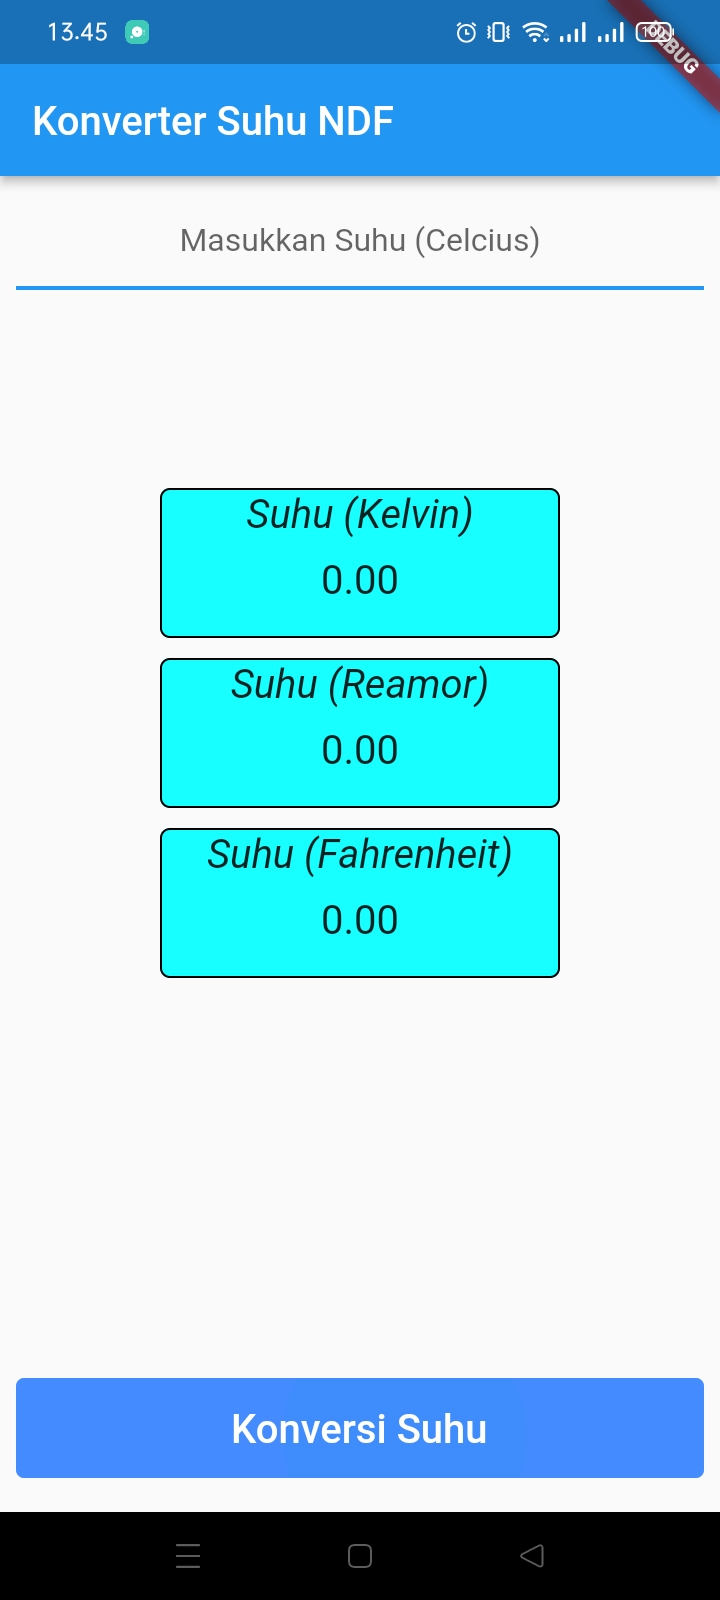 13.45
100
DEBUG
Konverter Suhu NDF
Masukkan Suhu (Celcius)
Suhu (Kelvin)
0.00
Suhu (Reamor)
0.00
Suhu (Fahrenheit)
0.00
Konversi Suhu